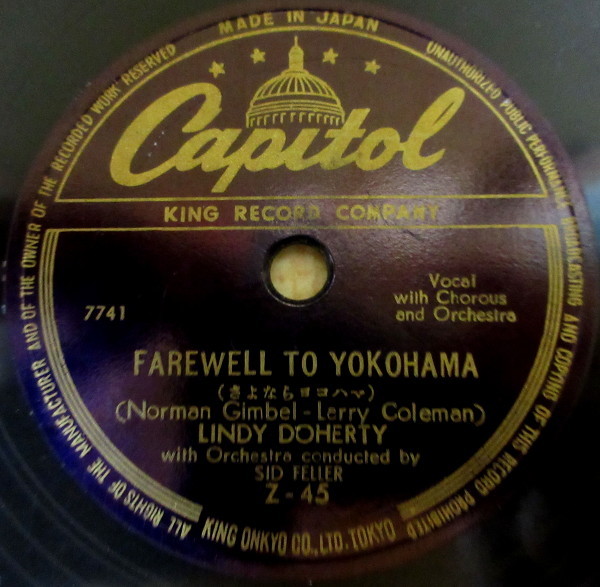 MADE IN JAPAN
UNAUTHORIZED PUBLIC PERFORMANCE BROADCASTING AND COPYING OF THIS RECORD PROHIBITED
ALL RIGHTS OF THE MANUFACTURER AND OF THE OWNER OF THE RECORDED WORK RESERVED
Capitol
KING RECORD COMPANY
7741
Vocal
with Chorous
and Orchestra
FAREWELL TO YOKOHAMA
(さよならヨコハマ)
(Norman Gimbel - Lerry Coleman)
LINDY DOHERTY
with Orchestra conducted by
SID FELLER
Z-45
KING ONKYO CO., LTD. TOKYO